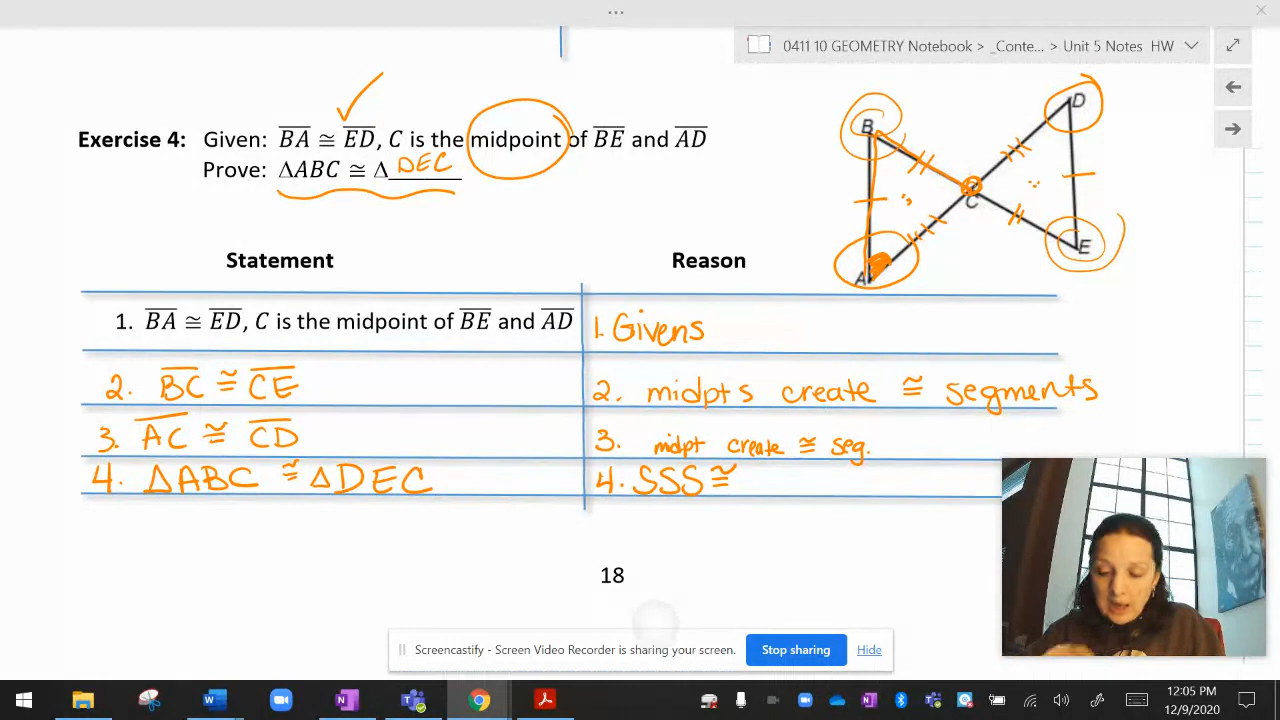 0411 10 GEOMETRY Notebook > _Conte... > Unit 5 Notes HW
Exercise 4: Given: BA ≅ ED, C is the midpoint of BE and AD
Prove: ΔABC ≅ Δ DEC
B
D
C
A
E
Statement
Reason
1. BA ≅ ED, C is the midpoint of BE and AD
1. Givens
2. BC ≅ CE
2. midpts create ≅ segments
3. AC ≅ CD
3. midpt create ≅ seg.
4. ΔABC ≅ ΔDEC
4. SSS≅
18
Screencastify - Screen Video Recorder is sharing your screen.
Stop sharing
Hide
12:05 PM
12/9/2020